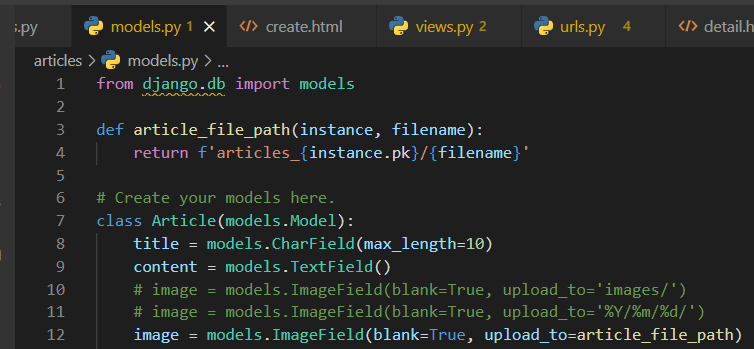 s.py models.py 1 × create.html views.py 2 urls.py 4 detail.h
articles > models.py > ...
1 from django.db import models
2
3 def article_file_path(instance, filename):
4     return f'articles_{instance.pk}/{filename}'
5
6 # Create your models here.
7 class Article(models.Model):
8     title = models.CharField(max_length=10)
9     content = models.TextField()
10     # image = models.ImageField(blank=True, upload_to='images/')
11     # image = models.ImageField(blank=True, upload_to='%Y/%m/%d/')
12     image = models.ImageField(blank=True, upload_to=article_file_path)